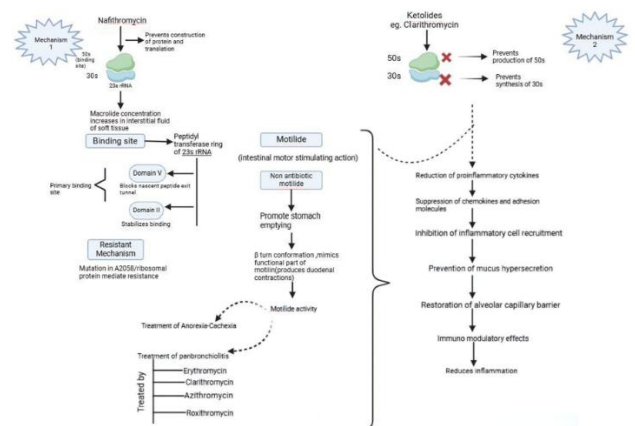 Mechanism
1
Nafithromycin
Prevents construction
of protein and
translation
50s
(binding
site)
30s
23s rRNA
Macrolide concentration
increases in interstitial fluid
of soft tissue
Binding site
Peptidyl
transferase ring
of 23s rRNA
Primary binding
site
Domain V
Blocks nascent peptide exit
tunnel
Domain II
Stabilizes binding
Resistant
Mechanism
Mutation in A2058/ribosomal
protein mediate resistance
Motilide
(intestinal motor stimulating action)
Non antibiotic
motilide
Promote stomach
emptying
β turn conformation ,mimics
functional part of
motilin(produces duodenal
contractions)
Motilide activity
Treatment of Anorexia-Cachexia
Treatment of panbronchiolitis
Treated by
Erythromycin
Clarithromycin
Azithromycin
Roxithromycin
Ketolides
eg. Clarithromycin
Mechanism
2
50s
30s
Prevents
production of 50s
Prevents
synthesis of 30s
Reduction of proinflammatory cytokines
Suppression of chemokines and adhesion
molecules
Inhibition of inflammatory cell recruitment
Prevention of mucus hypersecretion
Restoration of alveolar capillary barrier
Immuno modulatory effects
Reduces inflammation